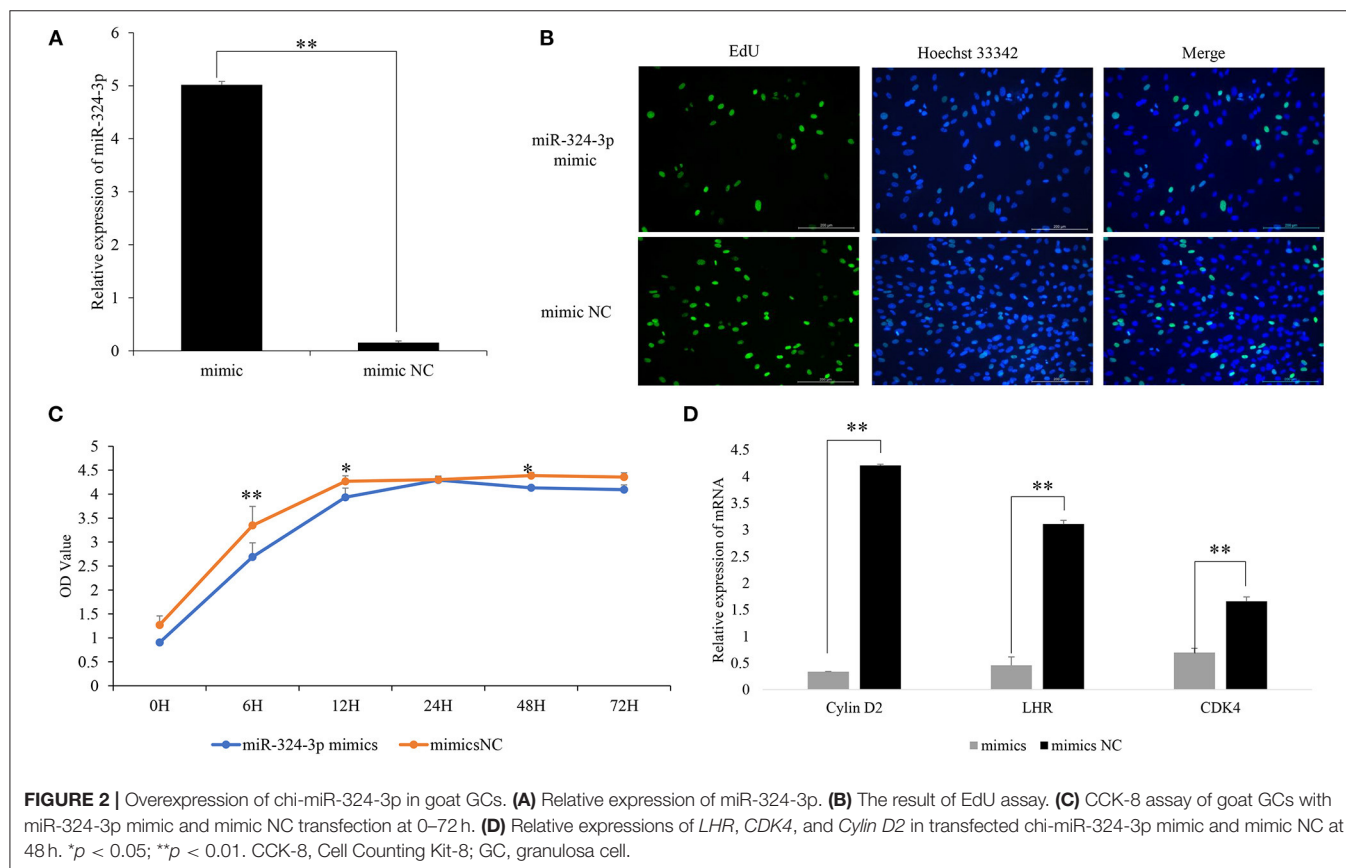 A
**
Relative expression of miR-324-3p
6
5
4
3
2
1
0
mimic
mimic NC
B
EdU
Hoechst 33342
Merge
miR-324-3p
mimic
mimic NC
C
OD Value
5
4.5
4
3.5
3
2.5
2
1.5
1
0.5
0
**
*
*
0H
6H
12H
24H
48H
72H
miR-324-3p mimics
mimicsNC
D
Relative expression of mRNA
4.5
4
3.5
3
2.5
2
1.5
1
0.5
0
**
**
**
Cylin D2
LHR
CDK4
mimics
mimics NC
FIGURE 2 | Overexpression of chi-miR-324-3p in goat GCs. (A) Relative expression of miR-324-3p. (B) The result of EdU assay. (C) CCK-8 assay of goat GCs with
miR-324-3p mimic and mimic NC transfection at 0–72 h. (D) Relative expressions of LHR, CDK4, and Cylin D2 in transfected chi-miR-324-3p mimic and mimic NC at
48 h. *p < 0.05; **p < 0.01. CCK-8, Cell Counting Kit-8; GC, granulosa cell.